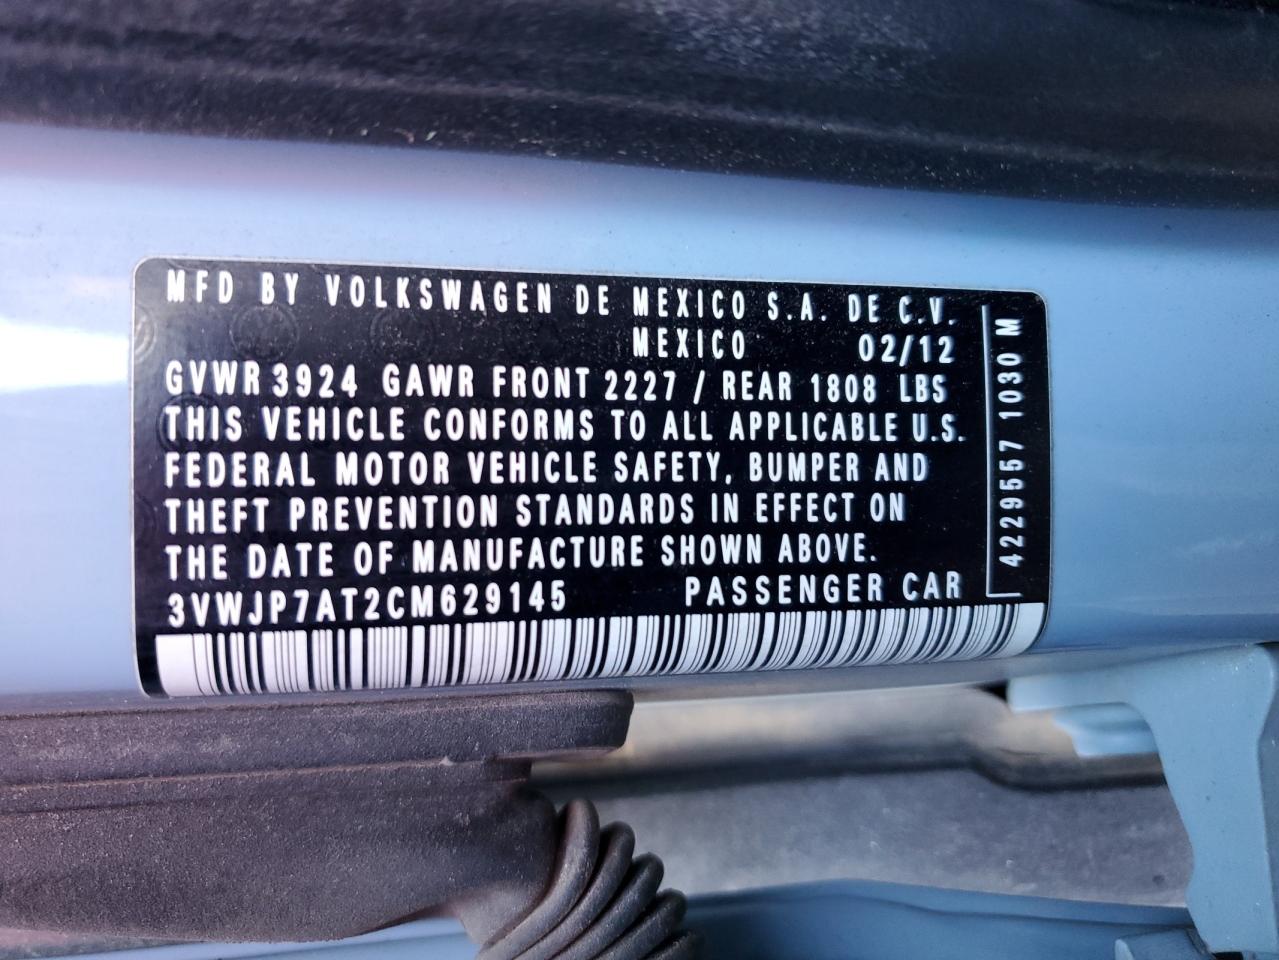 MFD BY VOLKSWAGEN DE MEXICO S.A. DE C.V.
MEXICO 02/12
GVWR 3924 GAWR FRONT 2227 / REAR 1808 LBS
THIS VEHICLE CONFORMS TO ALL APPLICABLE U.S.
FEDERAL MOTOR VEHICLE SAFETY, BUMPER AND
THEFT PREVENTION STANDARDS IN EFFECT ON
THE DATE OF MANUFACTURE SHOWN ABOVE.
3VWJP7AT2CM629145 PASSENGER CAR
4229557 1030 M